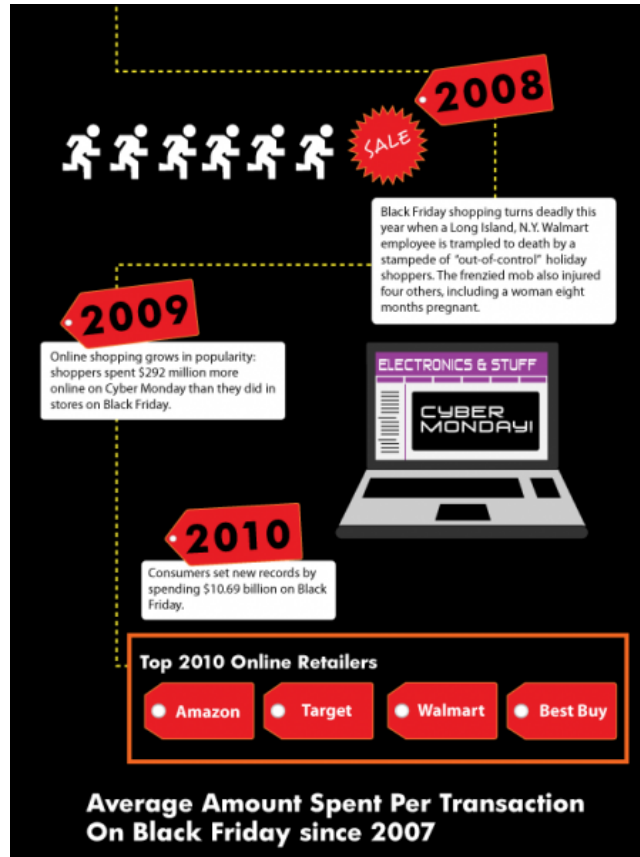 2008
SALE
Black Friday shopping turns deadly this
year when a Long Island, N.Y. Walmart
employee is trampled to death by a
stampede of "out-of-control" holiday
shoppers. The frenzied mob also injured
four others, including a woman eight
months pregnant.
2009
Online shopping grows in popularity:
shoppers spent $292 million more
online on Cyber Monday than they did in
stores on Black Friday.
ELECTRONICS & STUFF
CYBER
MONDAY!
2010
Consumers set new records by
spending $10.69 billion on Black
Friday.
Top 2010 Online Retailers
Amazon
Target
Walmart
Best Buy
Average Amount Spent Per Transaction
On Black Friday since 2007